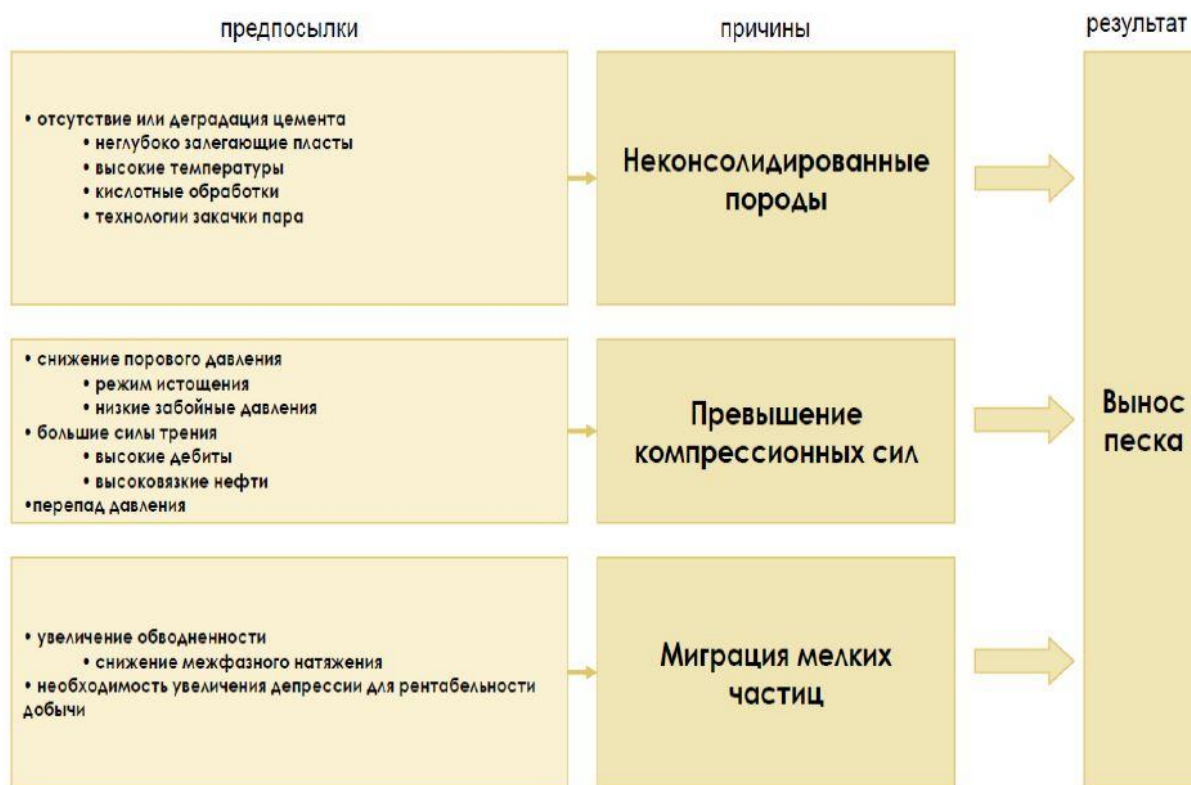 предпосылки
причины
результат
• отсутствие или деградация цемента
• неглубоко залегающие пласты
• высокие температуры
• кислотные обработки
• технологии закачки пара
Неконсолидированные
породы
• снижение порового давления
• режим истощения
• низкие забойные давления
• большие силы трения
• высокие дебиты
• высоковязкие нефти
•перепад давления
Превышение
компрессионных сил
• увеличение обводненности
• снижение межфазного натяжения
• необходимость увеличения депрессии для рентабельности
добычи
Миграция мелких
частиц
Вынос
песка